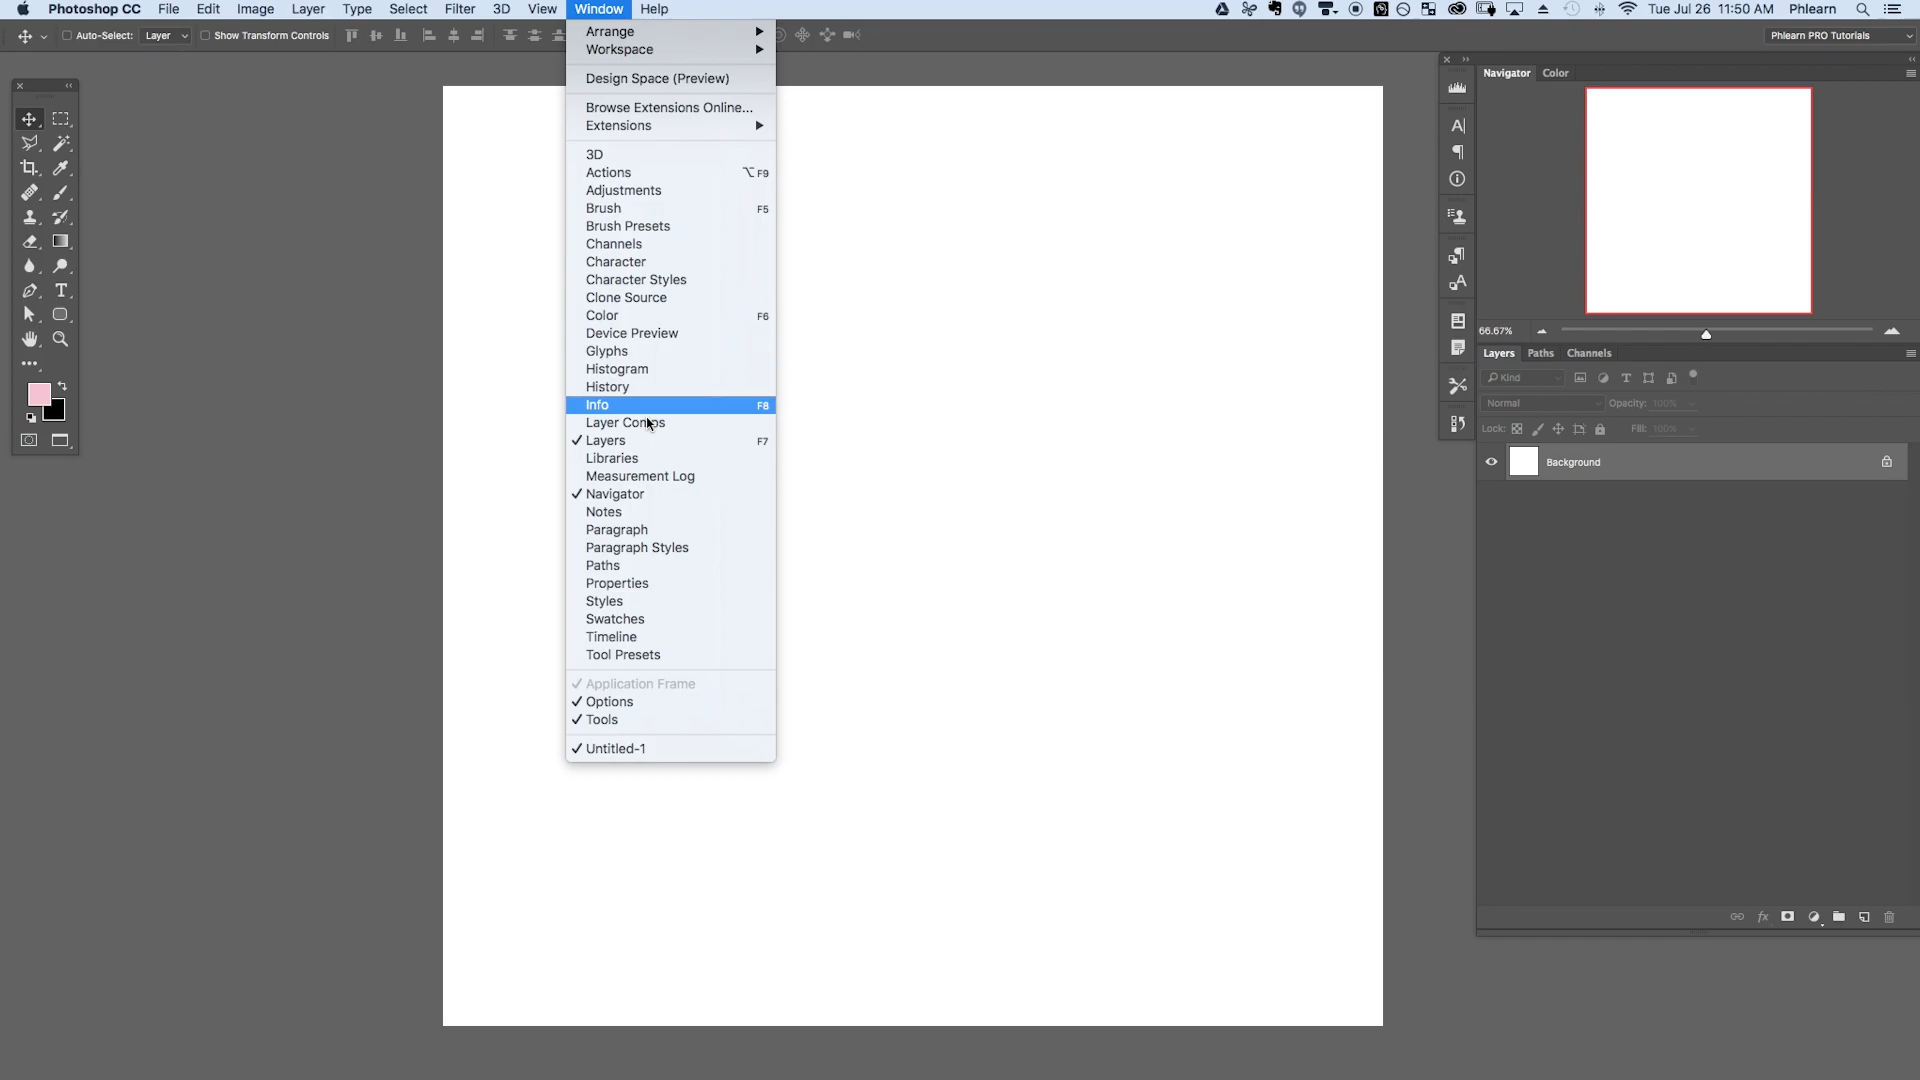 Photoshop CC File Edit Image Layer Type Select Filter 3D View Window Help Tue Jul 26 11:50 AM Phlearn
Auto-Select: Layer Show Transform Controls Phlearn PRO Tutorials
Arrange
Workspace
Design Space (Preview)
Browse Extensions Online...
Extensions
3D
Actions ⌥F9
Adjustments
Brush F5
Brush Presets
Channels
Character
Character Styles
Clone Source
Color F6
Device Preview
Glyphs
Histogram
History
Info F8
Layer Comps
Layers F7
Libraries
Measurement Log
Navigator
Notes
Paragraph
Paragraph Styles
Paths
Properties
Styles
Swatches
Timeline
Tool Presets
Application Frame
Options
Tools
Untitled-1
Navigator Color
66.67%
Layers Paths Channels
Kind
Normal Opacity: 100%
Lock: Fill: 100%
Background
fx